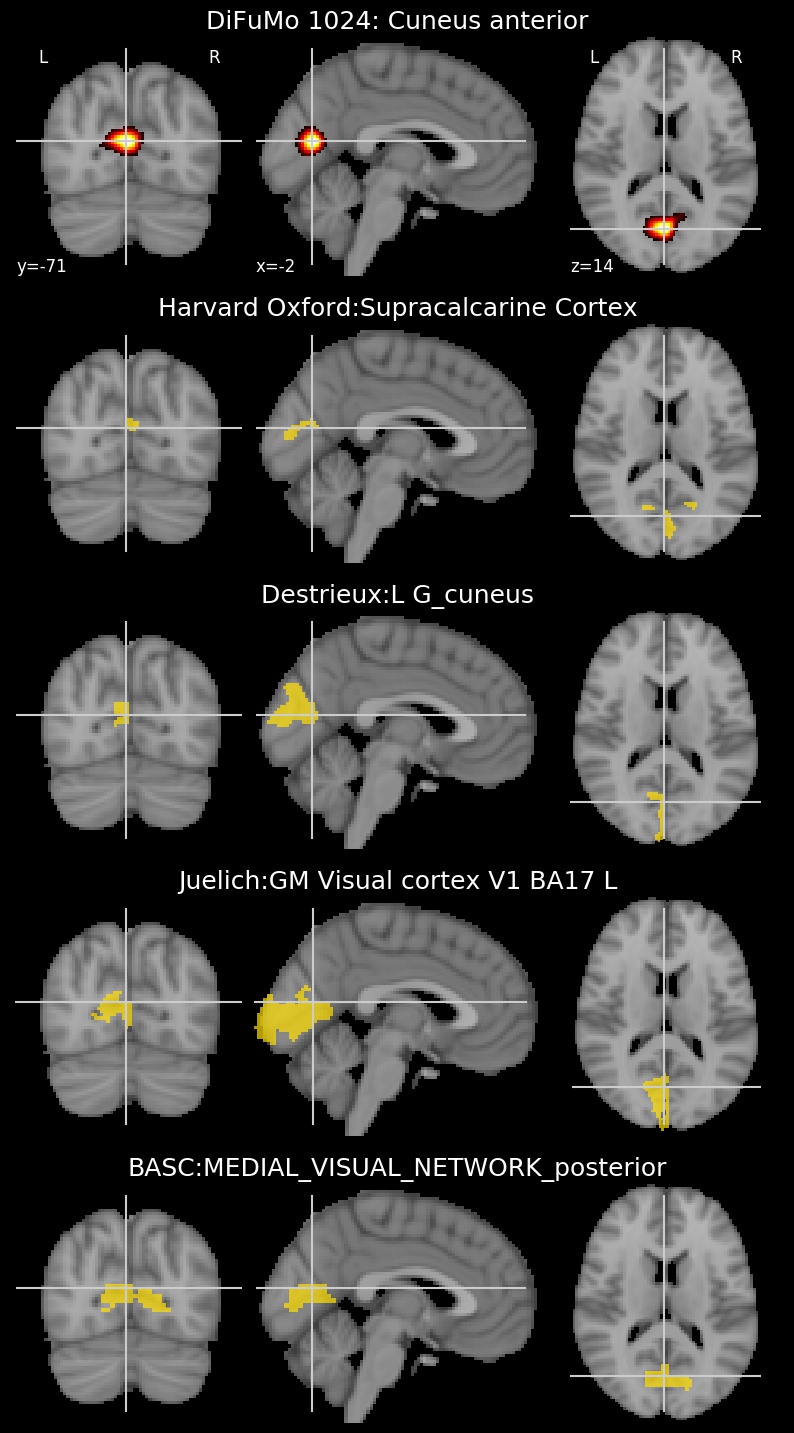 DiFuMo 1024: Cuneus anterior
L R L R
y=-71 x=-2 z=14
Harvard Oxford:Supracalcarine Cortex
Destrieux:L G_cuneus
Juelich:GM Visual cortex V1 BA17 L
BASC:MEDIAL_VISUAL_NETWORK_posterior